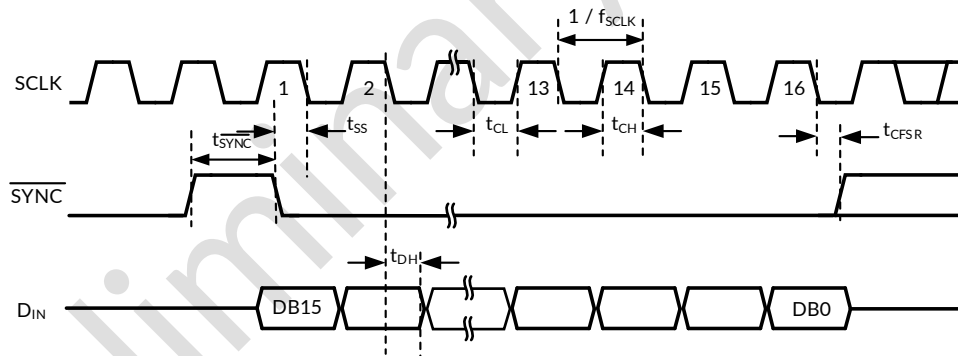 1 / fSCLK
SCLK 1 2 13 14 15 16
tSYNC tSS tCL tCH tCFSR
SYNC
tDH
DIN DB15 DB0
liminar